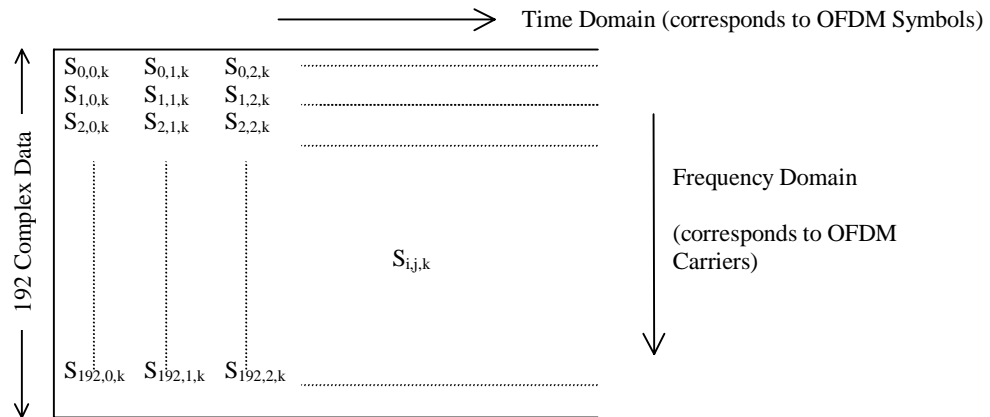 Time Domain (corresponds to OFDM Symbols)
S0,0,k S0,1,k S0,2,k
S1,0,k S1,1,k S1,2,k
S2,0,k S2,1,k S2,2,k
192 Complex Data
Frequency Domain
(corresponds to OFDM
Carriers)
Si,j,k
S192,0,k S192,1,k S192,2,k